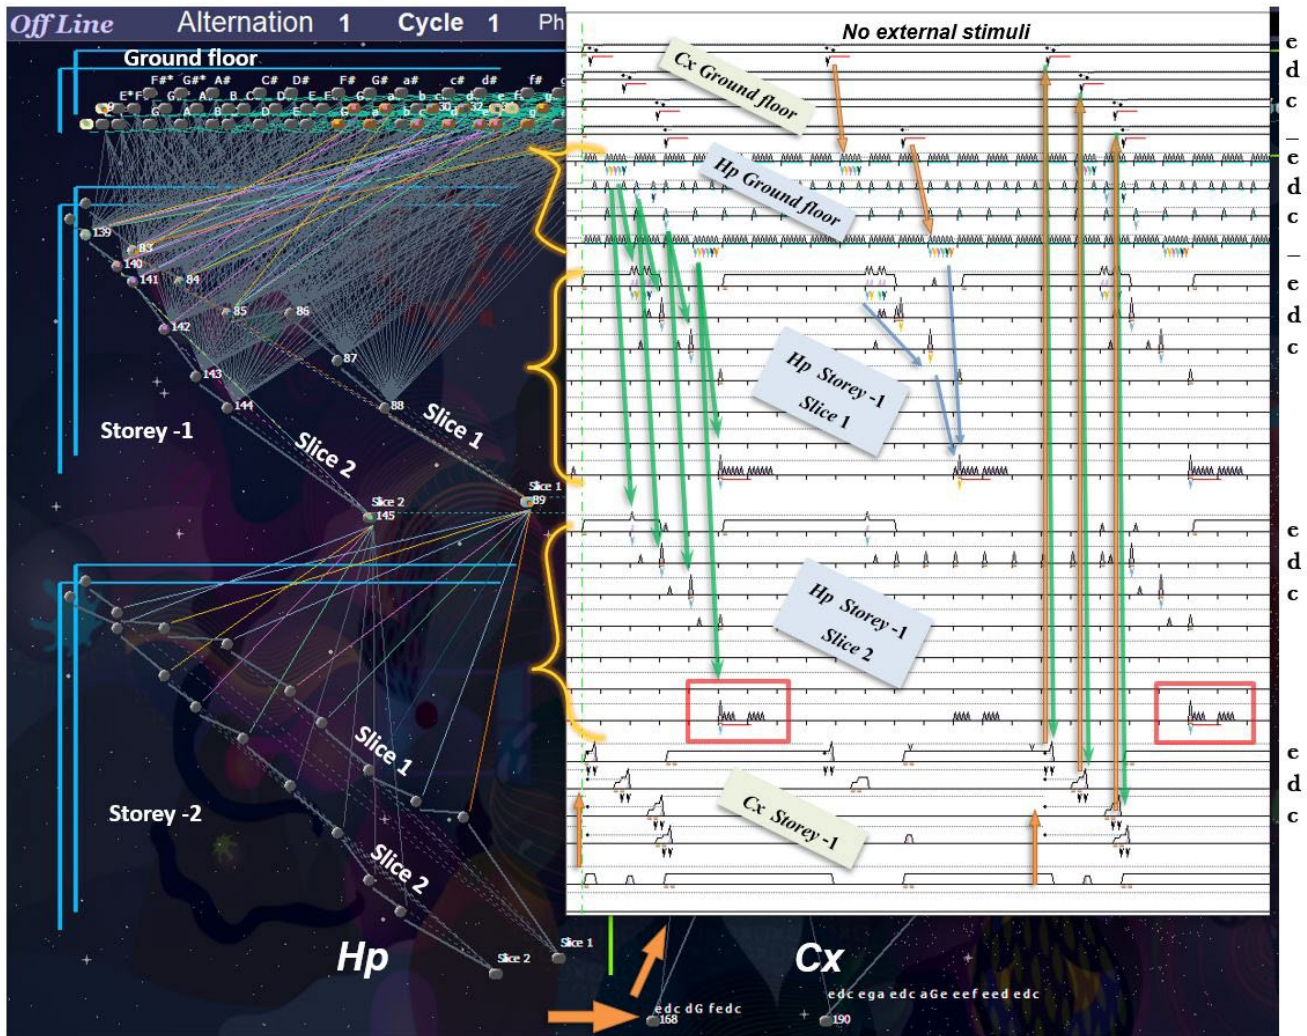 Off Line Alternation 1 Cycle 1 Ph
No external stimuli
Ground floor
F#* G#* A# C# D# F# G# a# c# d# f#
Cx Ground floor
e
d
c
_
Hp Ground floor
e
d
c
_
139
83
140
141
84
142
85
86
143
87
144
88
Storey -1
Slice 1
Slice 2
Slice 1
89
Slice 2
145
Hp Storey -1
Slice 1
e
d
c
Hp Storey -1
Slice 2
e
d
c
Storey -2
Slice 1
Slice 2
Cx Storey -1
e
d
c
Hp
Slice 1
Slice 2
Cx
edc dG fedc
168
edc ega edc aGe eef eed edc
190